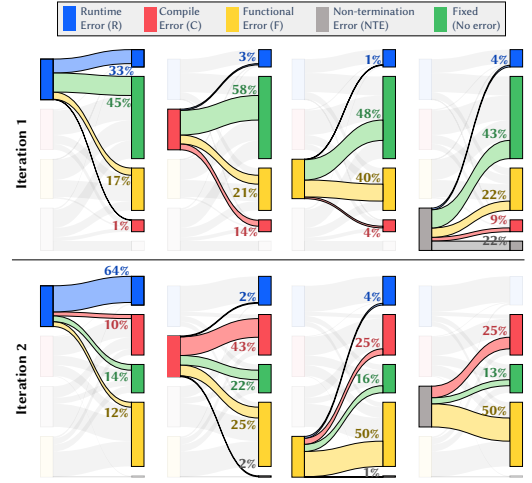 Runtime
Error (R)
Compile
Error (C)
Functional
Error (F)
Non-termination
Error (NTE)
Fixed
(No error)
Iteration 1
33%
45%
17%
1%
3%
58%
21%
14%
1%
48%
40%
4%
4%
43%
22%
9%
22%
Iteration 2
64%
10%
14%
12%
2%
43%
22%
25%
2%
4%
25%
16%
50%
1%
25%
13%
50%